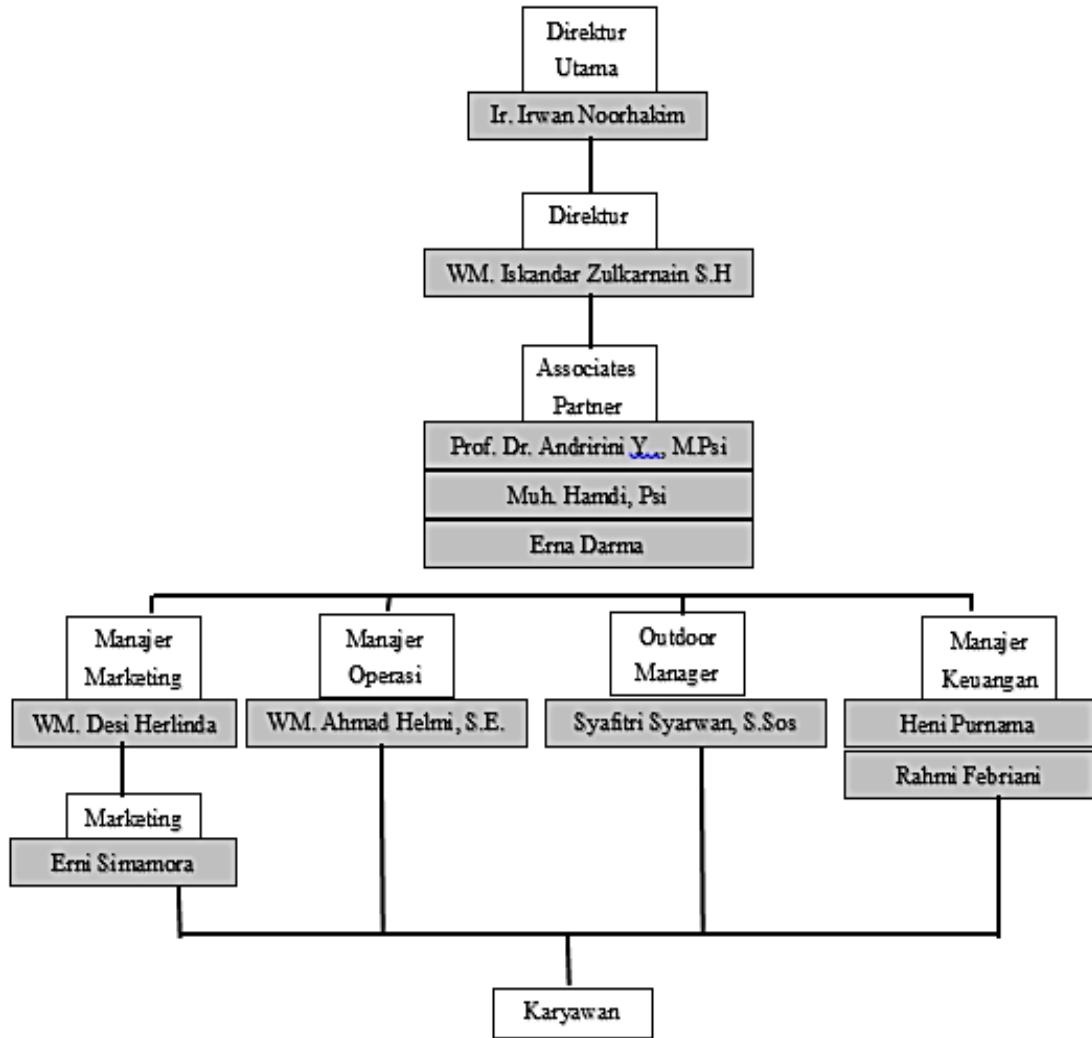 Direktur
Utama
Ir. Irwan Noorhakim
Direktur
WM. Iskandar Zulkarnain S.H
Associates
Partner
Prof. Dr. Andririni Y.., M.Psi
Muh. Hamdi, Psi
Erna Darma
Manajer
Marketing
WM. Desi Herlinda
Marketing
Erni Simamora
Manajer
Operasi
WM. Ahmad Helmi, S.E.
Outdoor
Manager
Syafitri Syarwan, S.Sos
Manajer
Keuangan
Heni Purnama
Rahmi Febriani
Karyawan